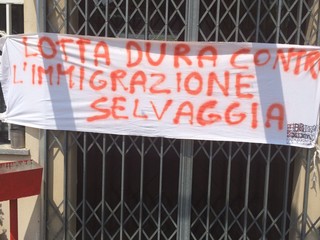 LOTTA DURA CONTR
L'IMMIGRAZIONE
SELVAGGIA